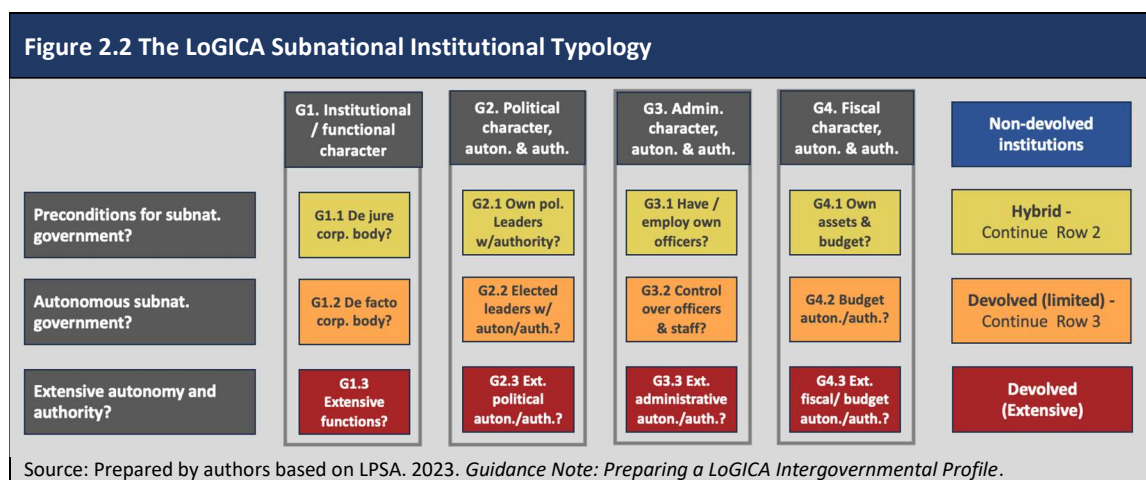 Figure 2.2 The LoGICA Subnational Institutional Typology
G1. Institutional
/ functional
character
G2. Political
character,
auton. & auth.
G3. Admin.
character,
auton. & auth.
G4. Fiscal
character,
auton. & auth.
Non-devolved
institutions
Preconditions for subnat.
government?
G1.1 De jure
corp. body?
G2.1 Own pol.
Leaders
w/authority?
G3.1 Have /
employ own
officers?
G4.1 Own
assets &
budget?
Hybrid -
Continue Row 2
Autonomous subnat.
government?
G1.2 De facto
corp. body?
G2.2 Elected
leaders w/
auton/auth.?
G3.2 Control
over officers
& staff?
G4.2 Budget
auton./auth.?
Devolved (limited) -
Continue Row 3
Extensive autonomy and
authority?
G1.3
Extensive
functions?
G2.3 Ext.
political
auton./auth.?
G3.3 Ext.
administrative
auton./auth.?
G4.3 Ext.
fiscal/ budget
auton./auth.?
Devolved
(Extensive)
Source: Prepared by authors based on LPSA. 2023. Guidance Note: Preparing a LoGICA Intergovernmental Profile.